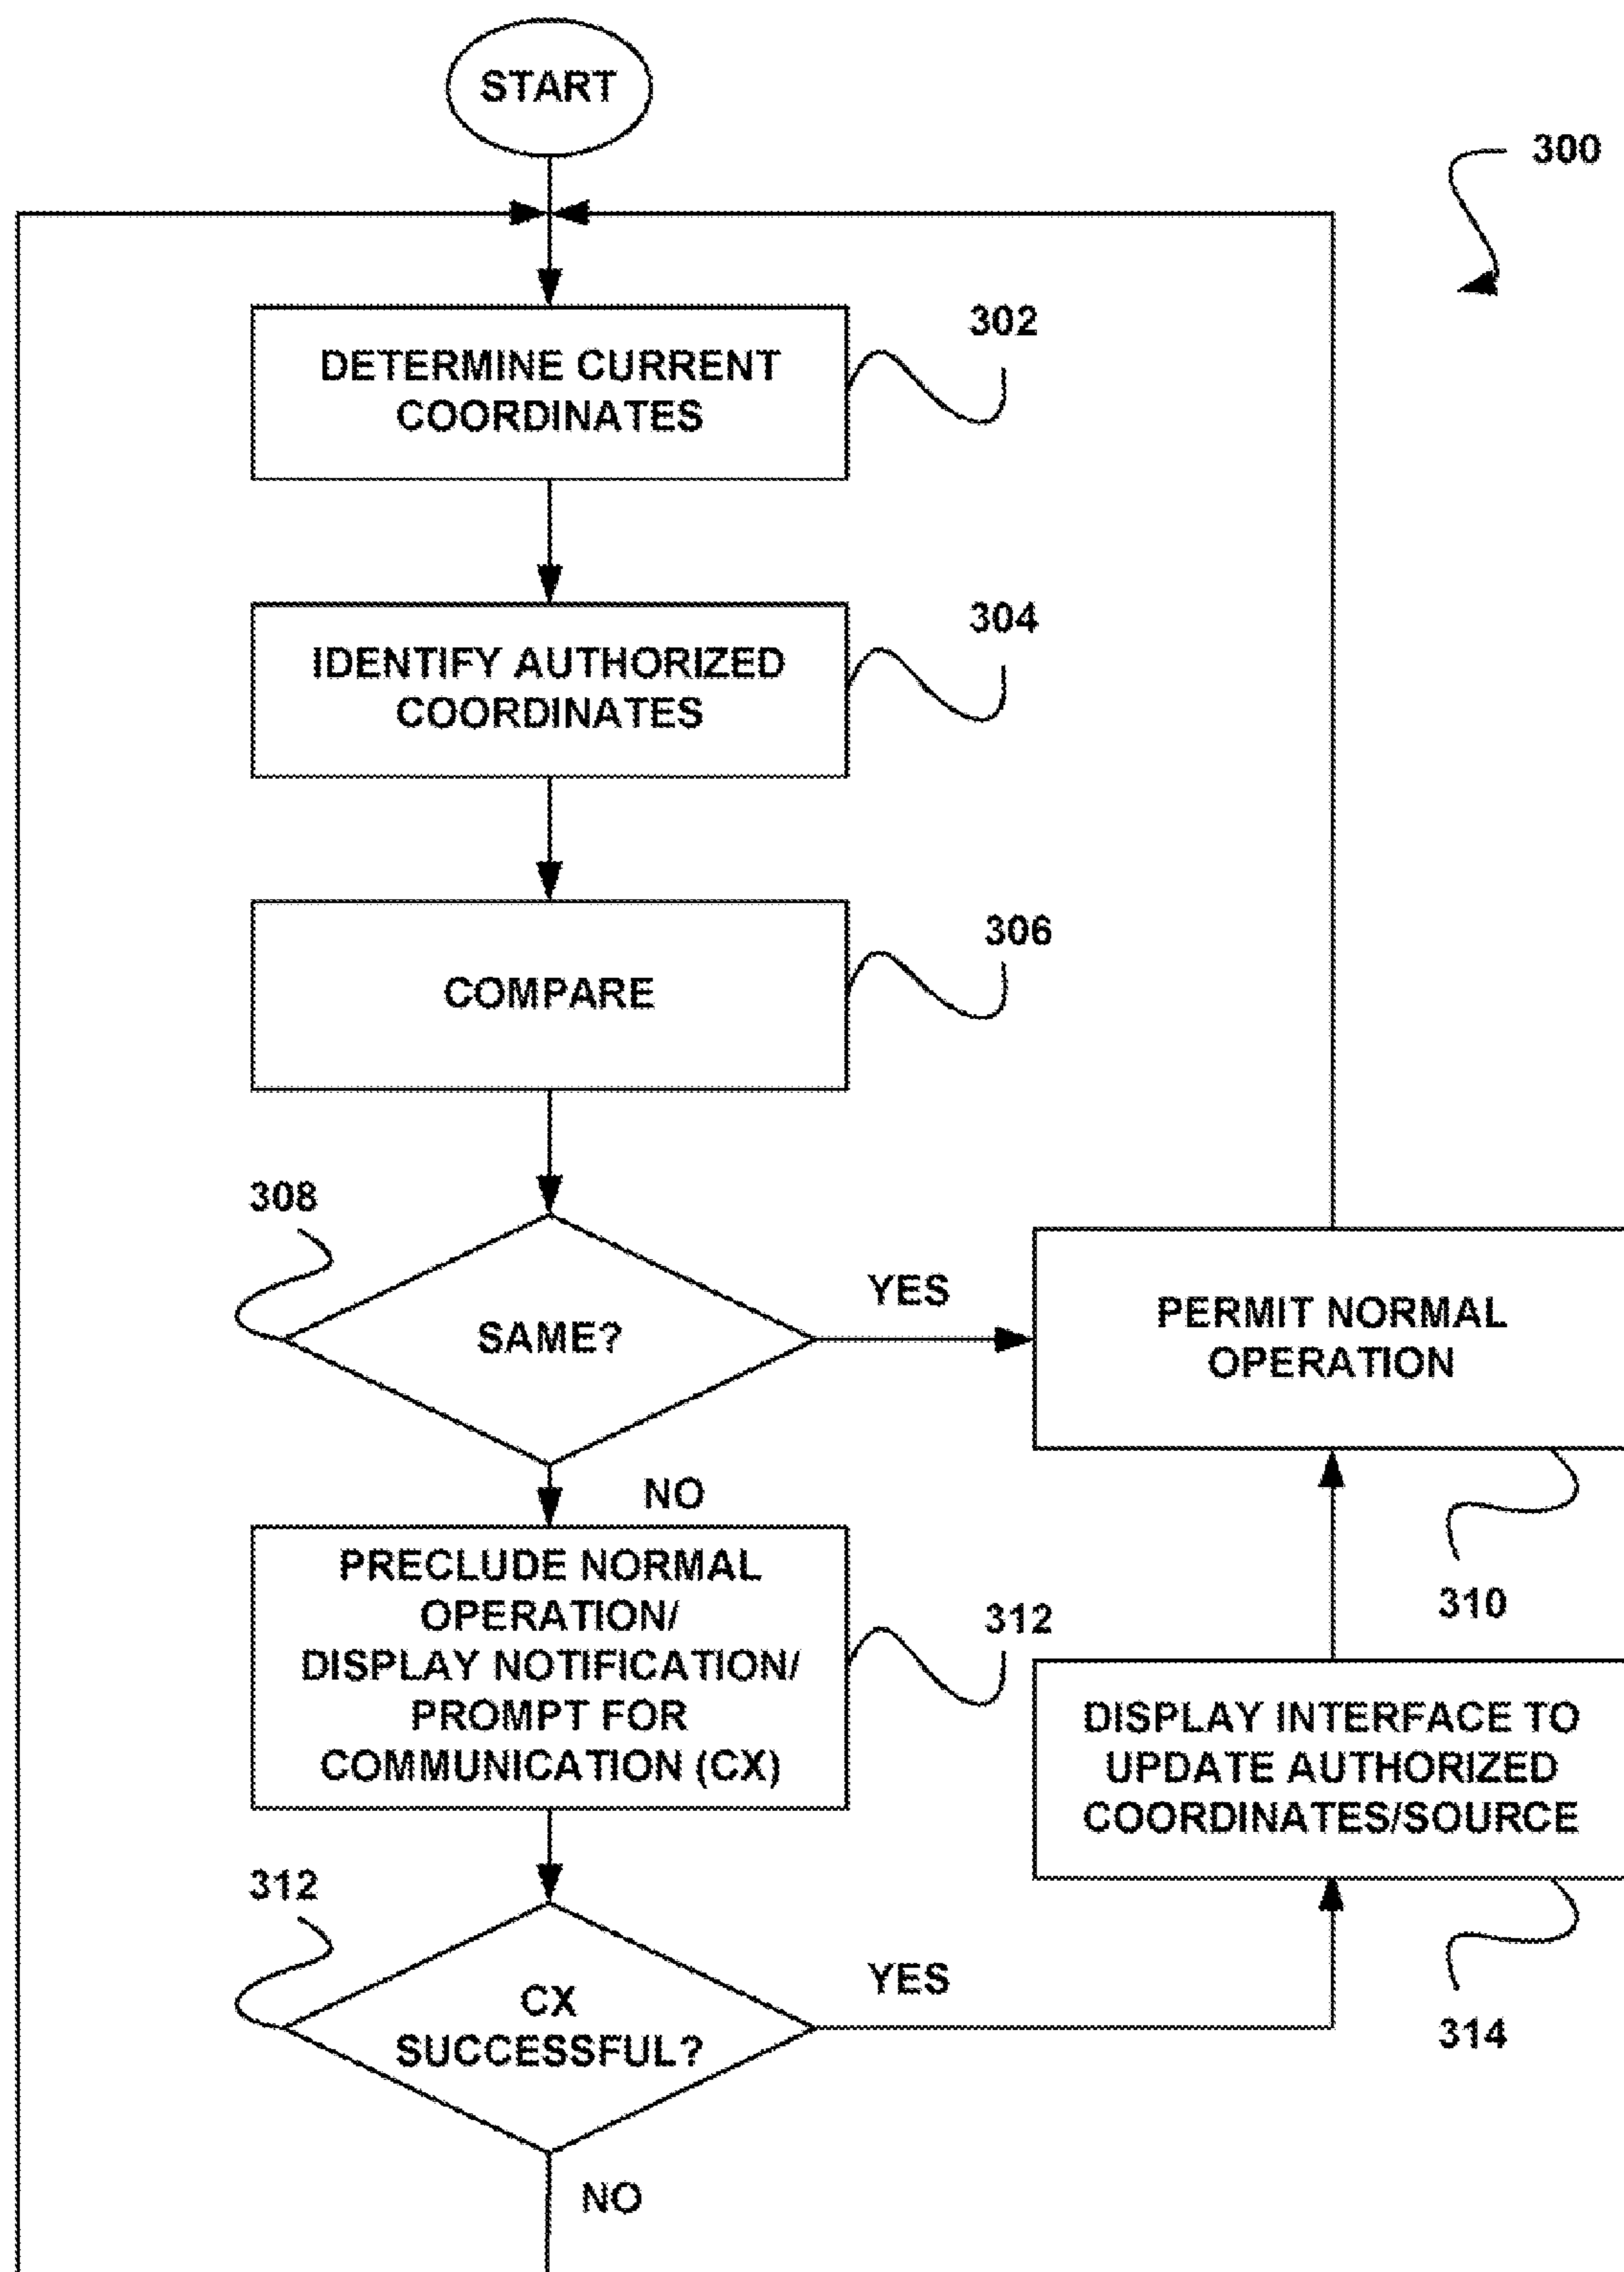 START
300
DETERMINE CURRENT
COORDINATES
302
IDENTIFY AUTHORIZED
COORDINATES
304
COMPARE
306
308
SAME?
YES
PERMIT NORMAL
OPERATION
310
NO
PRECLUDE NORMAL
OPERATION/
DISPLAY NOTIFICATION/
PROMPT FOR
COMMUNICATION (CX)
312
DISPLAY INTERFACE TO
UPDATE AUTHORIZED
COORDINATES/SOURCE
314
312
CX
SUCCESSFUL?
YES
NO